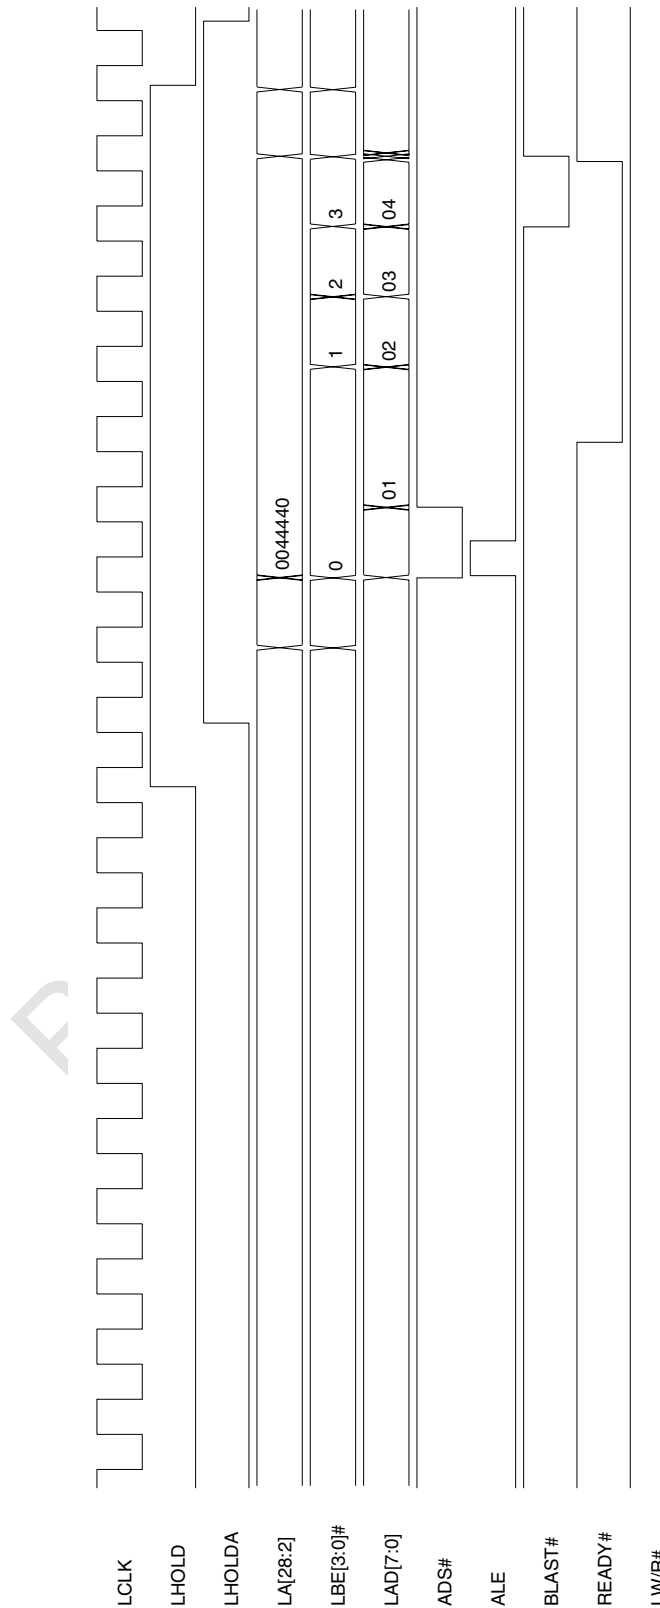 LCLK
LHOLD
LHOLDA
LA[28:2] 0044440
LBE[3:0]# 0 1 2 3
LAD[7:0] 01 02 03 04
ADS#
ALE
BLAST#
READY#